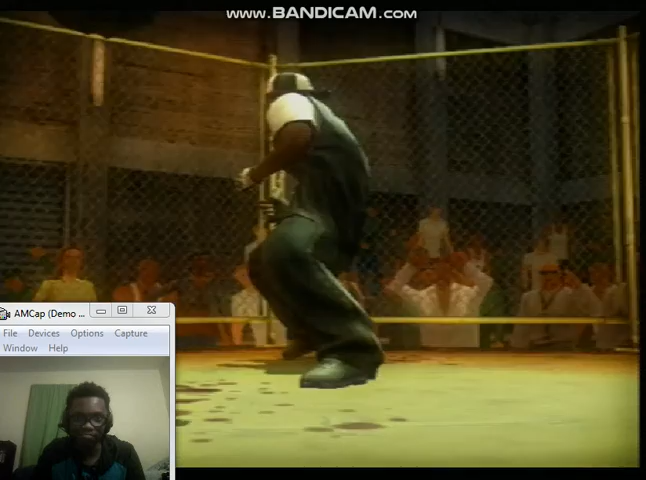 WWW.BANDICAM.COM
AMCap (Demo ...
File Devices Options Capture
Window Help